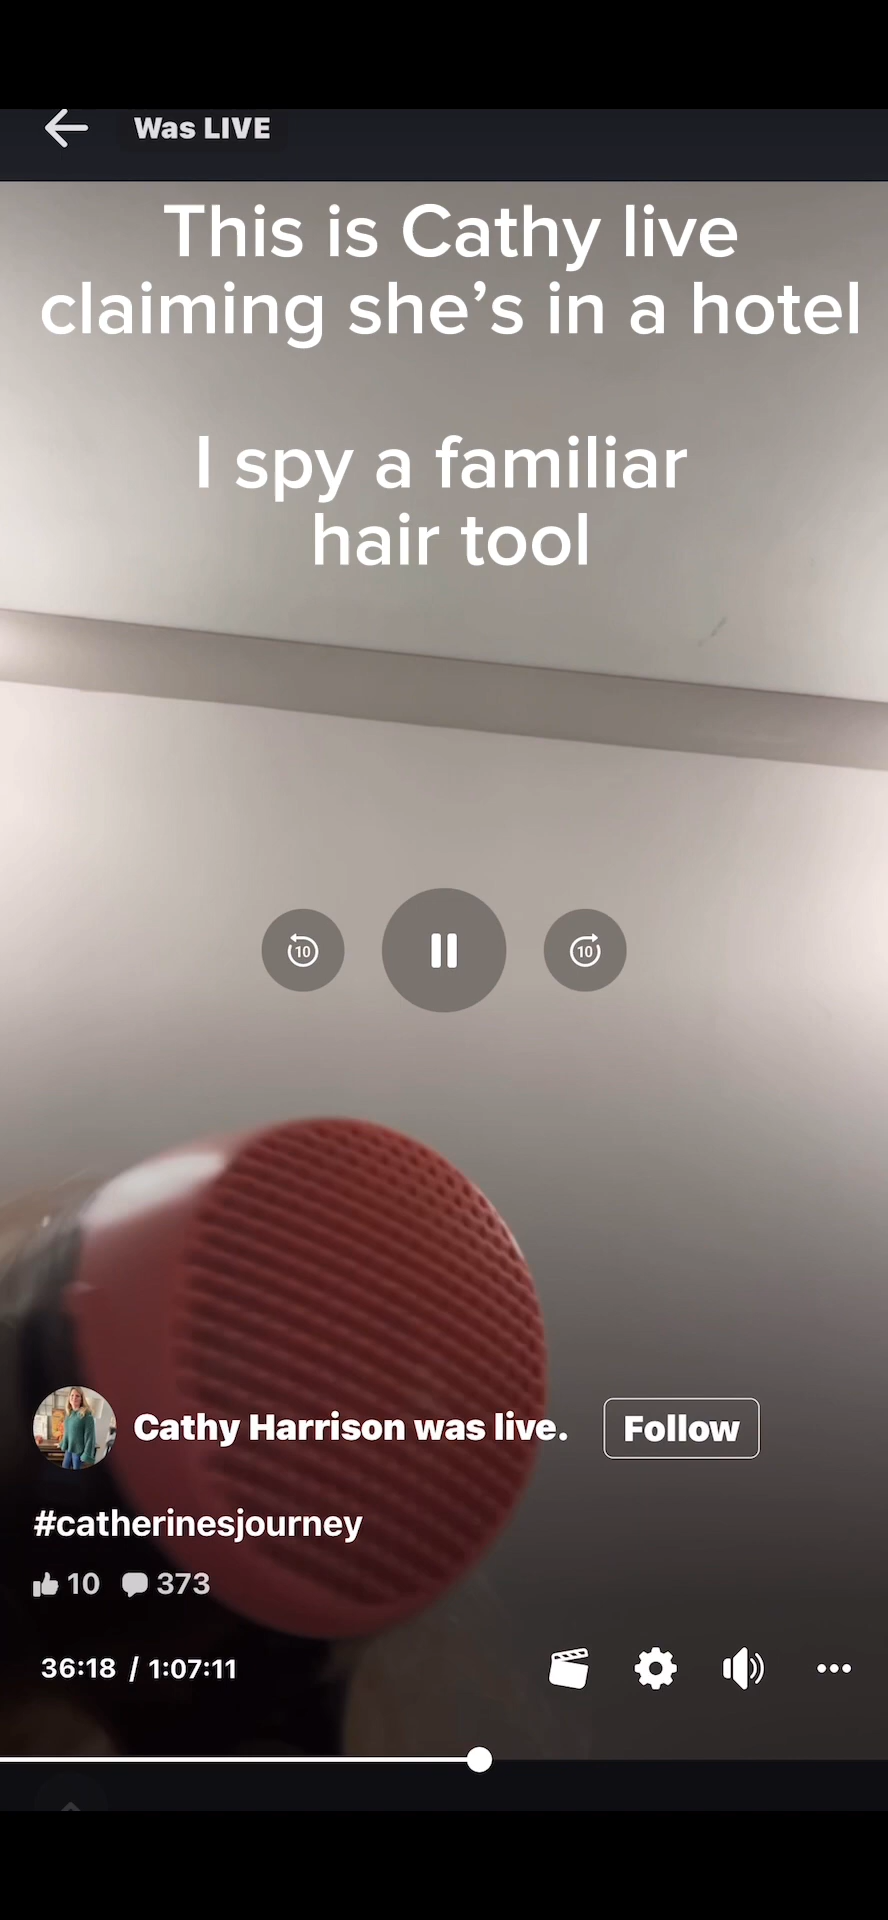 Was LIVE
This is Cathy live
claiming she’s in a hotel
I spy a familiar
hair tool
10 10
Cathy Harrison was live. Follow
#catherinesjourney
10 373
36:18 / 1:07:11